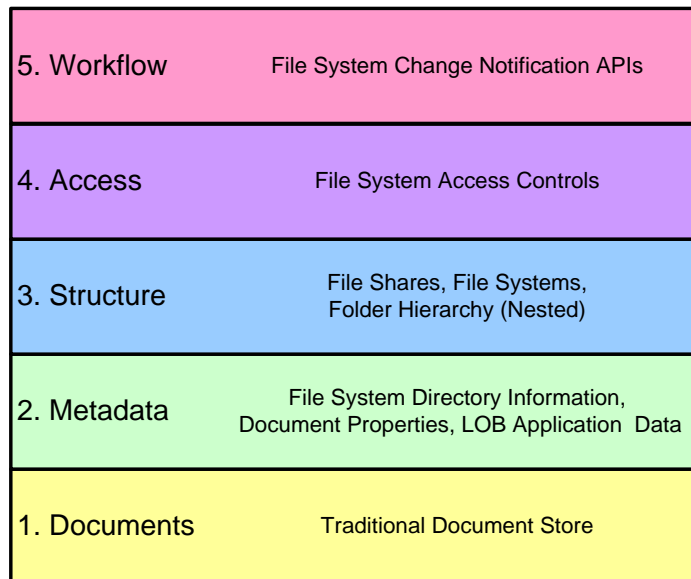 5. Workflow
File System Change Notification APIs
4. Access
File System Access Controls
3. Structure
File Shares, File Systems,
Folder Hierarchy (Nested)
2. Metadata
File System Directory Information,
Document Properties, LOB Application  Data
1. Documents
Traditional Document Store